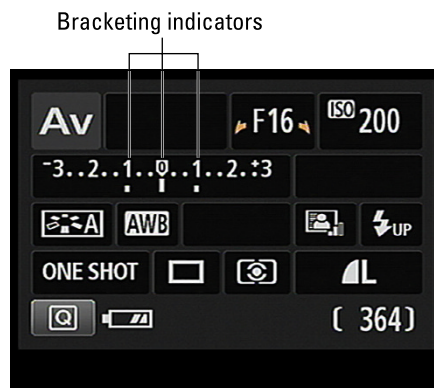 Bracketing indicators
Av F16 ISO 200
-3..2..1..0..1..2.+3
A AWB UP
ONE SHOT L
Q ( 364)